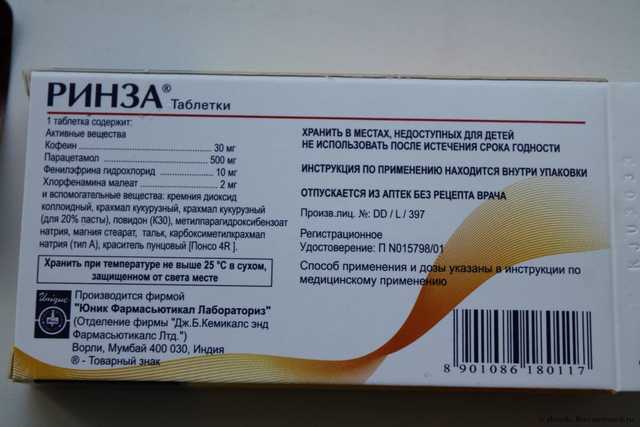 РИНЗА® Таблетки
1 таблетка содержит:
Активные вещества
Кофеин ........................................ 30 мг
Парацетамол ................................ 500 мг
Фенилэфрина гидрохлорид ............ 10 мг
Хлорфенамина малеат .................... 2 мг
и вспомогательные вещества: кремния диоксид
коллоидный, крахмал кукурузный, крахмал кукурузный
(для 20% пасты), повидон (К30), метилпарагидроксибензоат
натрия, магния стеарат, тальк, карбоксиметилкрахмал
натрия (тип А), краситель пунцовый [Понсо 4R ].
Хранить при температуре не выше 25 °С в сухом,
защищенном от света месте
Unique
Производится фирмой
"Юник Фармасьютикал Лабораториз"
(Отделение фирмы "Дж.Б.Кемикалс энд
Фармасьютикалс Лтд.")
Ворли, Мумбай 400 030, Индия
® - Товарный знак
ХРАНИТЬ В МЕСТАХ, НЕДОСТУПНЫХ ДЛЯ ДЕТЕЙ
НЕ ИСПОЛЬЗОВАТЬ ПОСЛЕ ИСТЕЧЕНИЯ СРОКА ГОДНОСТИ
ИНСТРУКЦИЯ ПО ПРИМЕНЕНИЮ НАХОДИТСЯ ВНУТРИ УПАКОВКИ
ОТПУСКАЕТСЯ ИЗ АПТЕК БЕЗ РЕЦЕПТА ВРАЧА
Произв.лиц. №: DD / L / 397
Регистрационное
Удостоверение: П N015798/01
Способ применения и дозы указаны в инструкции по
медицинскому применению
8 901086 180117